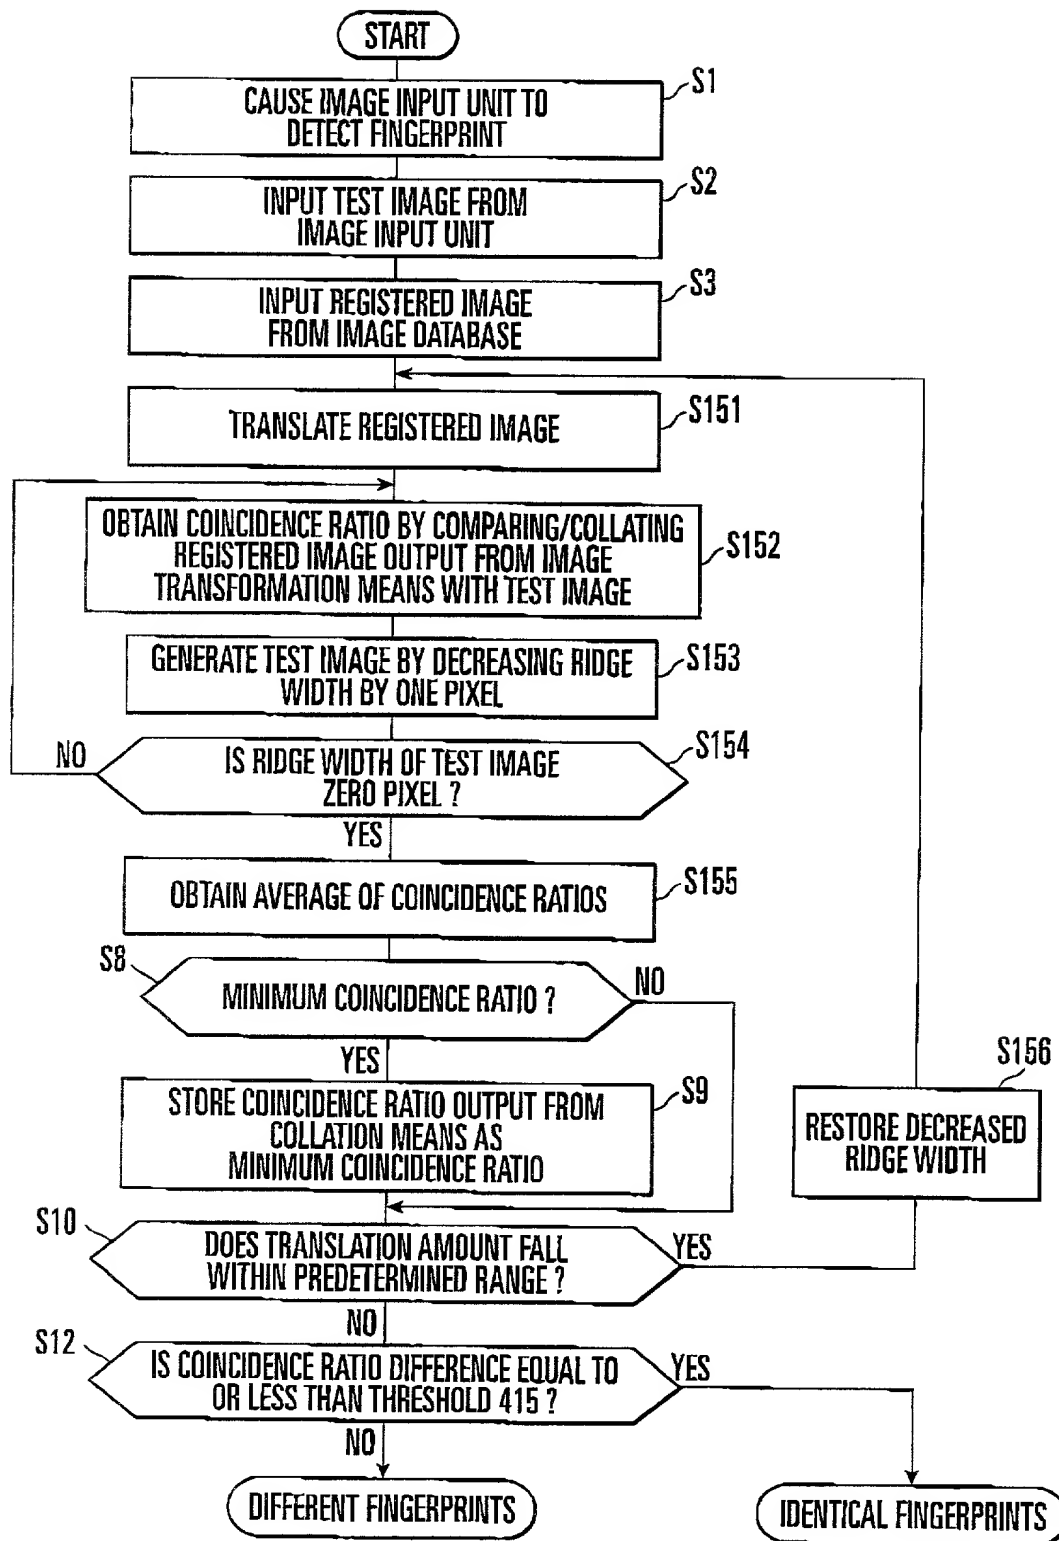 START
S1
CAUSE IMAGE INPUT UNIT TO
DETECT FINGERPRINT
S2
INPUT TEST IMAGE FROM
IMAGE INPUT UNIT
S3
INPUT REGISTERED IMAGE
FROM IMAGE DATABASE
S151
TRANSLATE REGISTERED IMAGE
OBTAIN COINCIDENCE RATIO BY COMPARING/COLLATING
REGISTERED IMAGE OUTPUT FROM IMAGE
TRANSFORMATION MEANS WITH TEST IMAGE
S152
GENERATE TEST IMAGE BY DECREASING RIDGE
WIDTH BY ONE PIXEL
S153
NO
IS RIDGE WIDTH OF TEST IMAGE
ZERO PIXEL ?
S154
YES
OBTAIN AVERAGE OF COINCIDENCE RATIOS
S155
S8
MINIMUM COINCIDENCE RATIO ?
NO
YES
S9
STORE COINCIDENCE RATIO OUTPUT FROM
COLLATION MEANS AS
MINIMUM COINCIDENCE RATIO
S156
RESTORE DECREASED
RIDGE WIDTH
S10
DOES TRANSLATION AMOUNT FALL
WITHIN PREDETERMINED RANGE ?
YES
NO
S12
IS COINCIDENCE RATIO DIFFERENCE EQUAL TO
OR LESS THAN THRESHOLD 415 ?
YES
NO
DIFFERENT FINGERPRINTS
IDENTICAL FINGERPRINTS